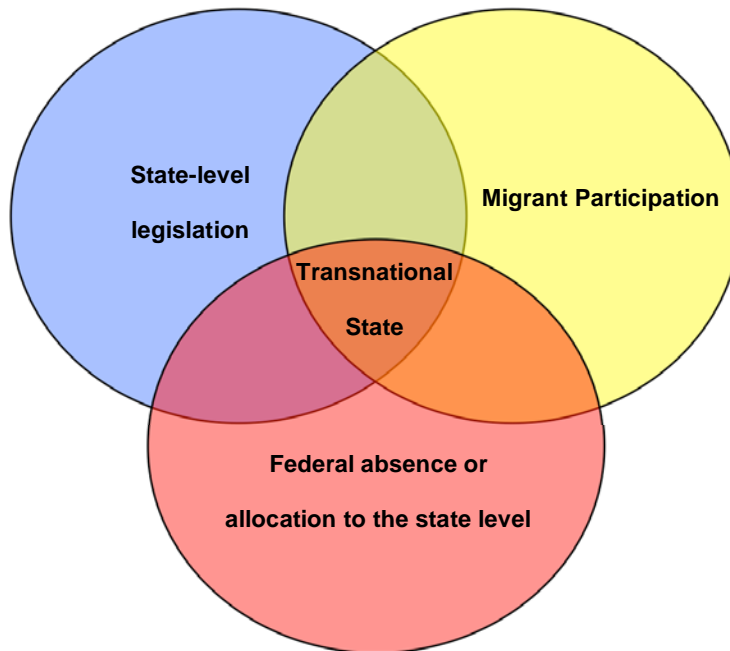 State-level
legislation
Migrant Participation
Transnational
State
Federal absence or
allocation to the state level